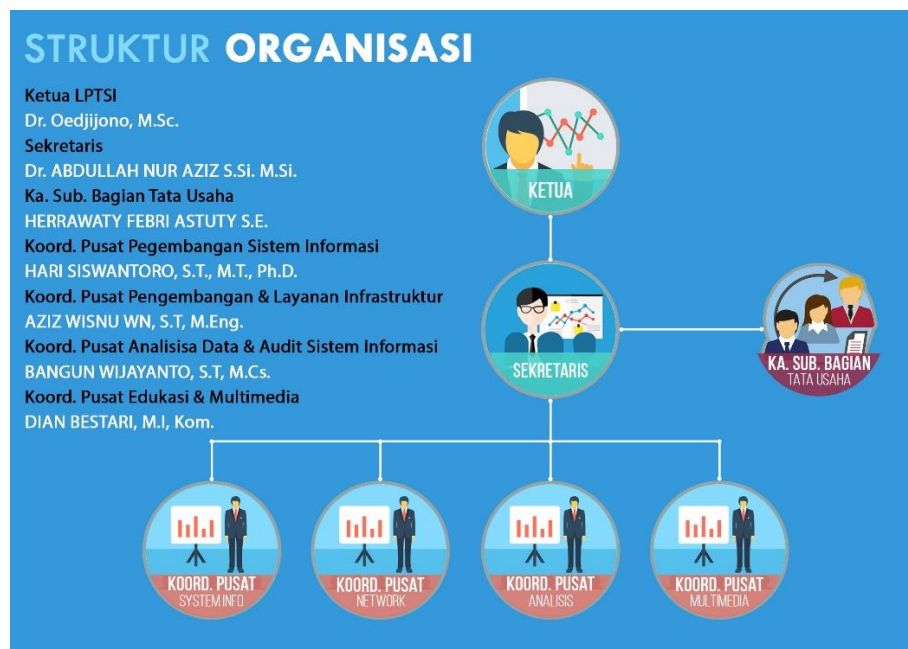 STRUKTUR ORGANISASI
Ketua LPTSI
Dr. Oedjijono, M.Sc.
Sekretaris
Dr. ABDULLAH NUR AZIZ S.Si. M.Si.
Ka. Sub. Bagian Tata Usaha
HERRAWATY FEBRI ASTUTY S.E.
Koord. Pusat Pegembangan Sistem Informasi
HARI SISWANTORO, S.T., M.T., Ph.D.
Koord. Pusat Pengembangan & Layanan Infrastruktur
AZIZ WISNU WN, S.T, M.Eng.
Koord. Pusat Analisisa Data & Audit Sistem Informasi
BANGUN WIJAYANTO, S.T, M.Cs.
Koord. Pusat Edukasi & Multimedia
DIAN BESTARI, M.I, Kom.
KETUA
SEKRETARIS
KA. SUB. BAGIAN
TATA USAHA
KOORD. PUSAT
SYSTEM INFO
KOORD. PUSAT
NETWORK
KOORD. PUSAT
ANALISIS
KOORD. PUSAT
MULTIMEDIA